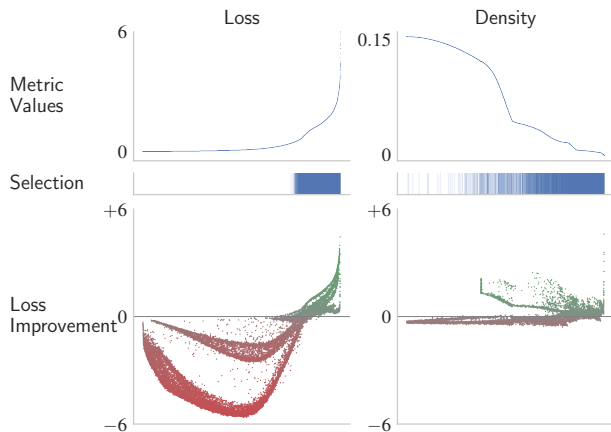 Loss
Density
6
0.15
Metric
Values
0
0
Selection
+6
+6
Loss
Improvement
0
0
−6
−6